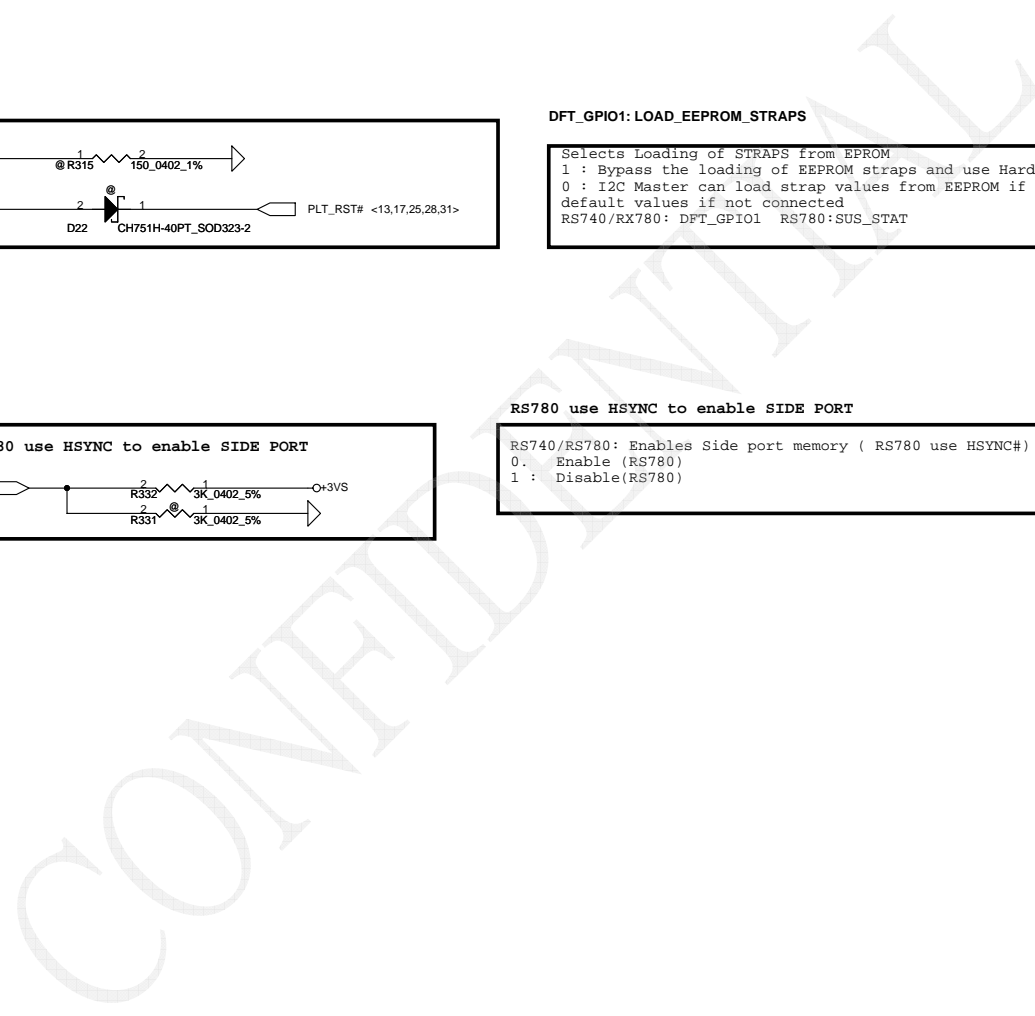 DFT_GPIO1: LOAD_EEPROM_STRAPS
1 2
@ R315 150_0402_1%
@
2 1 PLT_RST# <13,17,25,28,31>
D22 CH751H-40PT_SOD323-2
Selects Loading of STRAPS from EPROM
1 : Bypass the loading of EEPROM straps and use Hard
0 : I2C Master can load strap values from EEPROM if
default values if not connected
RS740/RX780: DFT_GPIO1 RS780:SUS_STAT
80 use HSYNC to enable SIDE PORT
2 1 +3VS
R332 3K_0402_5%
2 @ 1
R331 3K_0402_5%
RS780 use HSYNC to enable SIDE PORT
RS740/RS780: Enables Side port memory ( RS780 use HSYNC#)
0. Enable (RS780)
1 : Disable(RS780)
CONFIDENTIAL